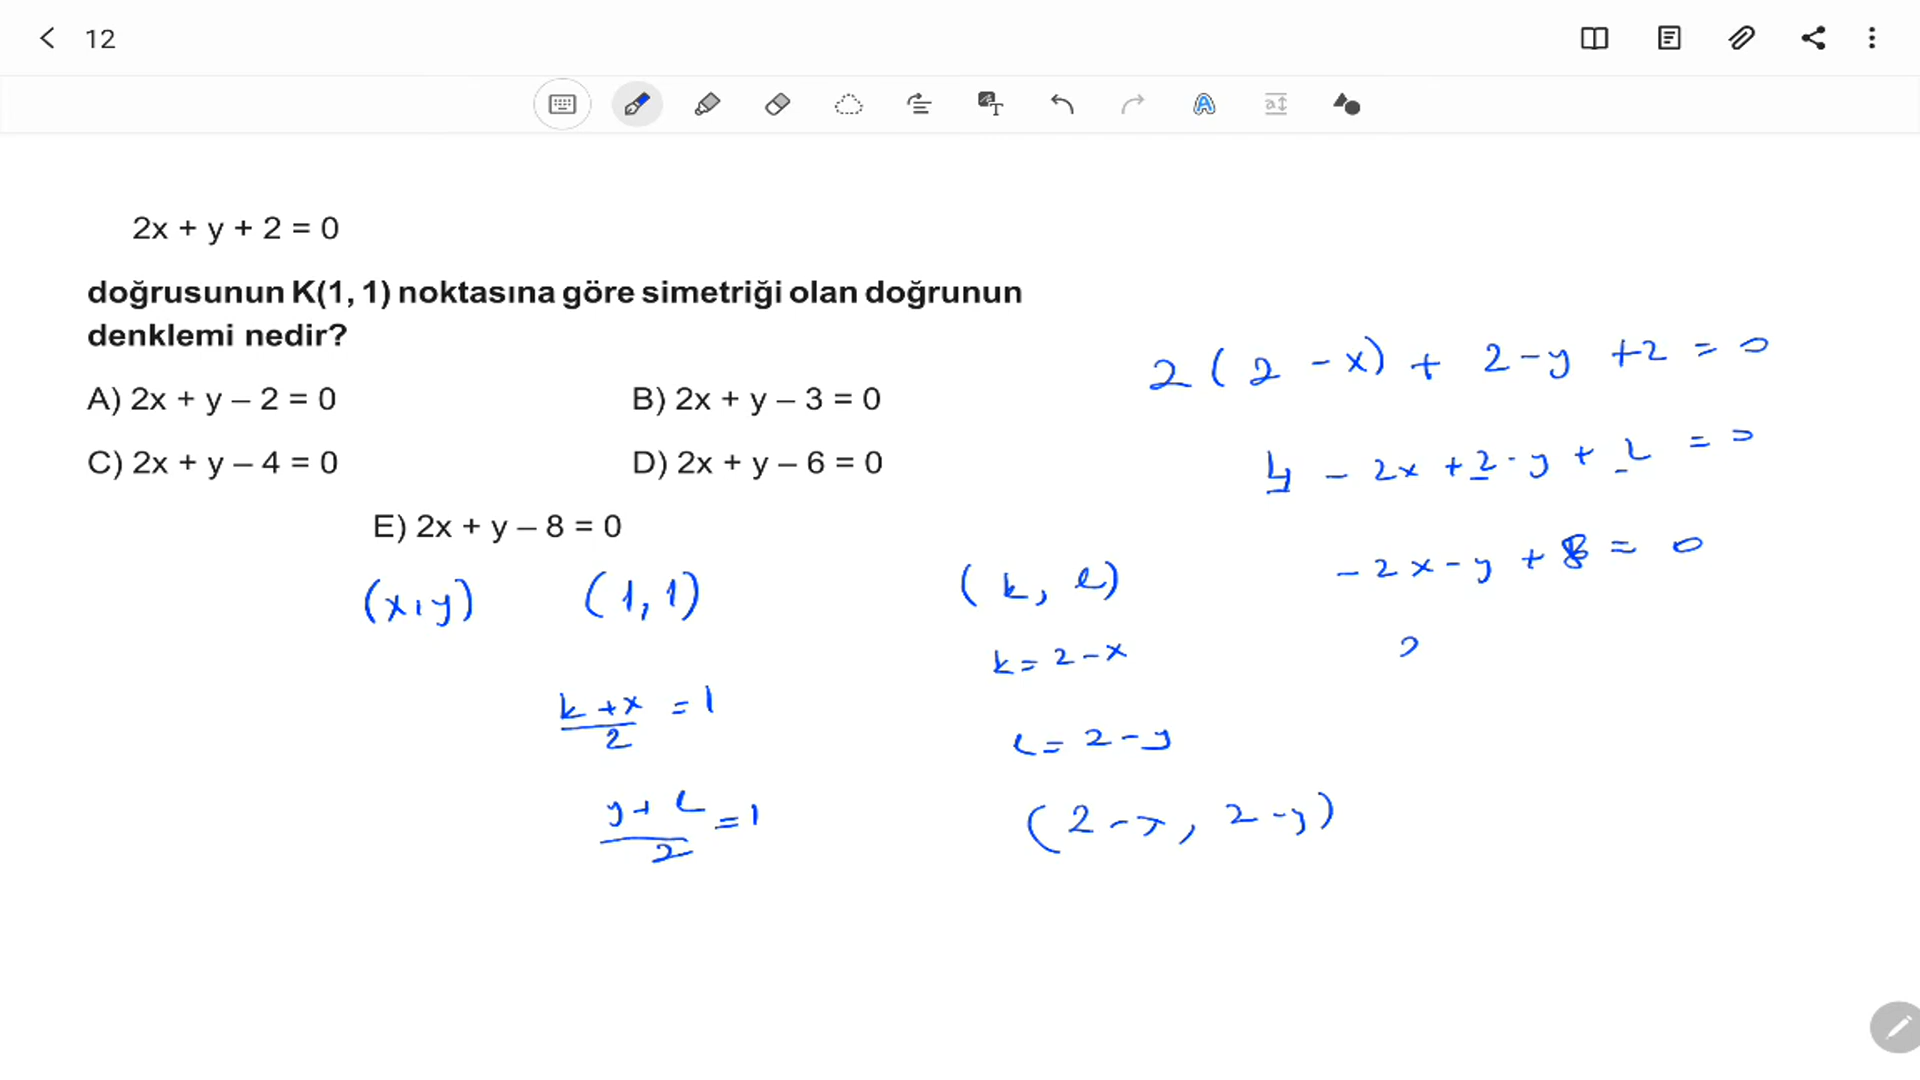 12
2x + y + 2 = 0
doğrusunun K(1, 1) noktasına göre simetriği olan doğrunun
denklemi nedir?
A) 2x + y – 2 = 0
B) 2x + y – 3 = 0
C) 2x + y – 4 = 0
D) 2x + y – 6 = 0
E) 2x + y – 8 = 0
(x,y) (1,1) (k, l)
k+x/2 = 1
y+l/2 = 1
k = 2-x
l = 2-y
(2-x, 2-y)
2(2-x) + 2-y +2 = 0
4 - 2x +2-y + 2 = 0
-2x-y +8 = 0